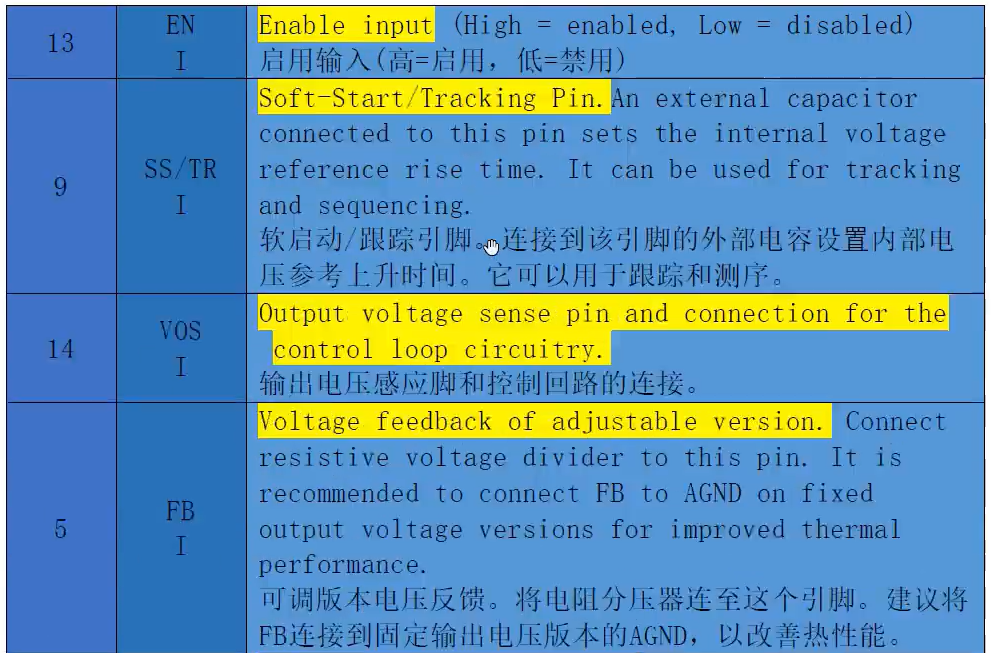 13
EN
I
Enable input (High = enabled, Low = disabled)
启用输入(高=启用，低=禁用)
9
SS/TR
I
Soft-Start/Tracking Pin.An external capacitor
connected to this pin sets the internal voltage
reference rise time. It can be used for tracking
and sequencing.
软启动/跟踪引脚。连接到该引脚的外部电容设置内部电
压参考上升时间。它可以用于跟踪和测序。
14
VOS
I
Output voltage sense pin and connection for the
control loop circuitry.
输出电压感应脚和控制回路的连接。
5
FB
I
Voltage feedback of adjustable version. Connect
resistive voltage divider to this pin. It is
recommended to connect FB to AGND on fixed
output voltage versions for improved thermal
performance.
可调版本电压反馈。将电阻分压器连至这个引脚。建议将
FB连接到固定输出电压版本的AGND，以改善热性能。